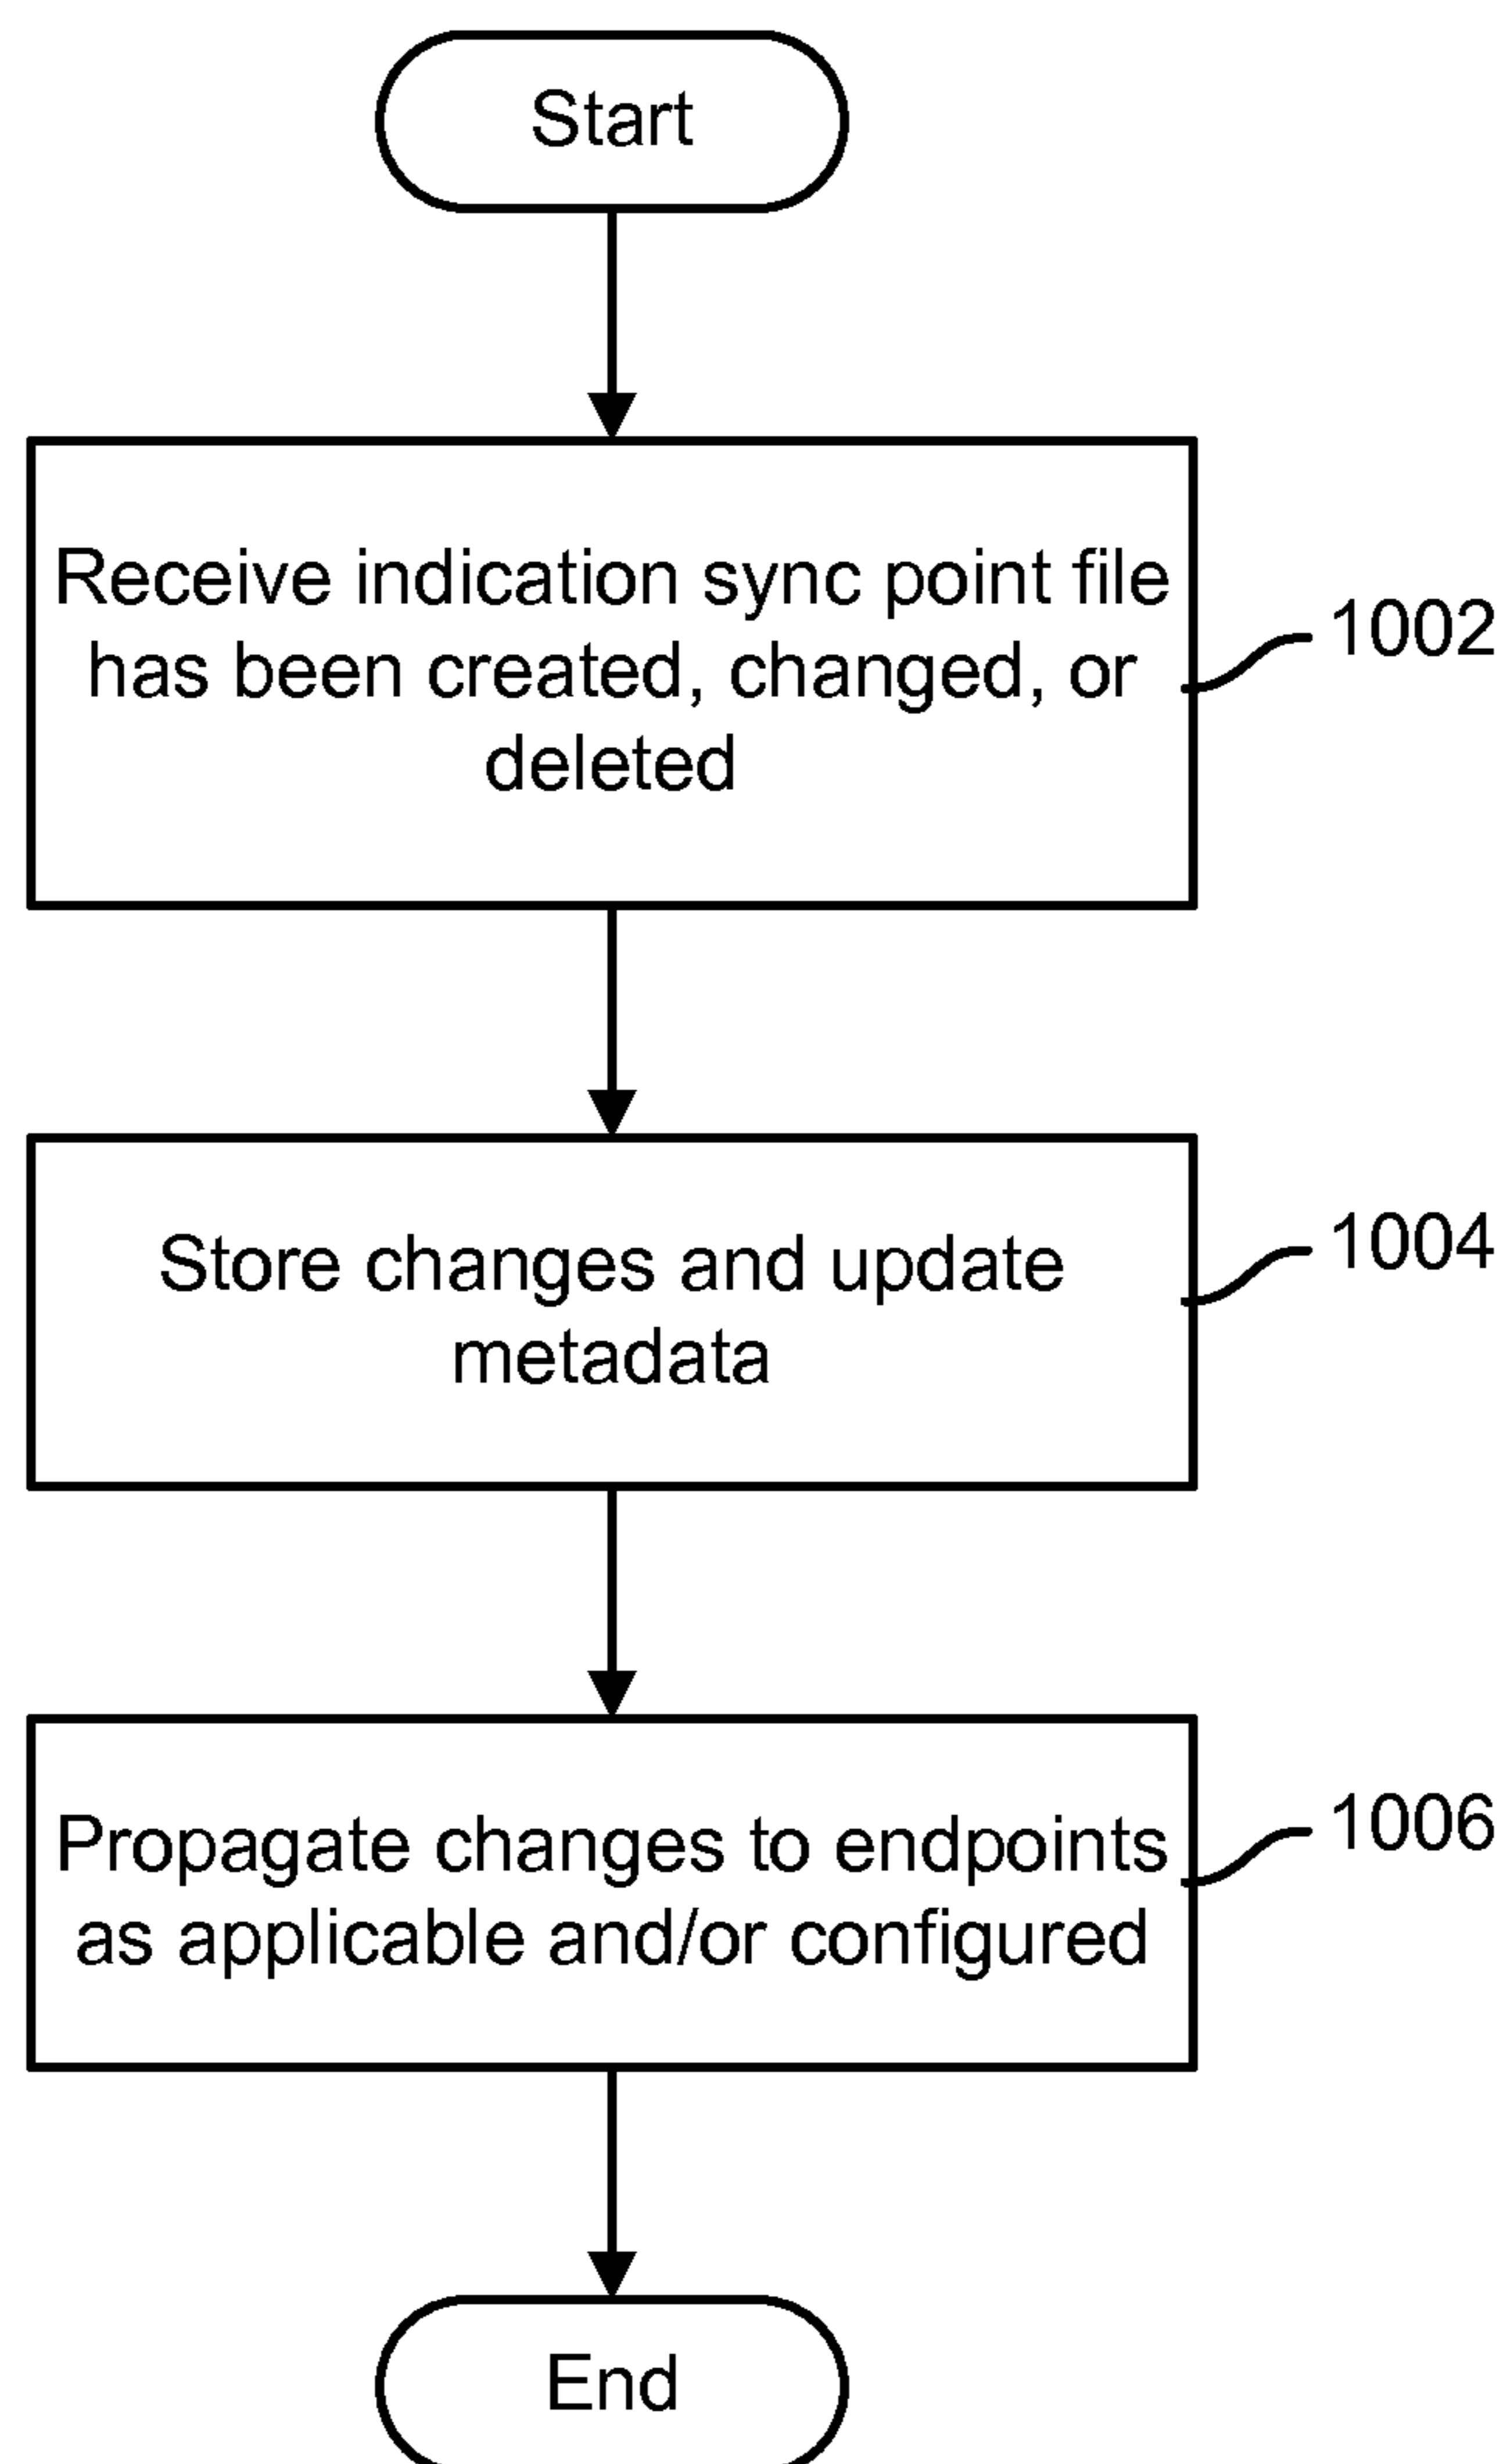 Start
Receive indication sync point file
has been created, changed, or
deleted
1002
Store changes and update
metadata
1004
Propagate changes to endpoints
as applicable and/or configured
1006
End